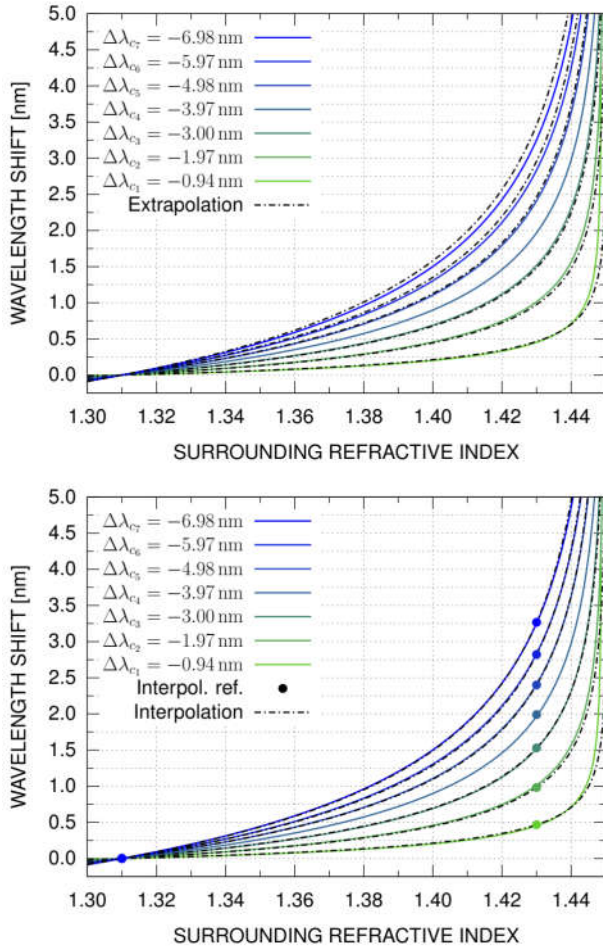 5.0
4.5
4.0
3.5
3.0
2.5
2.0
1.5
1.0
0.5
0.0
WAVELENGTH SHIFT [nm]
Δλc₇ = −6.98 nm
Δλc₆ = −5.97 nm
Δλc₅ = −4.98 nm
Δλc₄ = −3.97 nm
Δλc₃ = −3.00 nm
Δλc₂ = −1.97 nm
Δλc₁ = −0.94 nm
Extrapolation
1.30 1.32 1.34 1.36 1.38 1.40 1.42 1.44
SURROUNDING REFRACTIVE INDEX
5.0
4.5
4.0
3.5
3.0
2.5
2.0
1.5
1.0
0.5
0.0
WAVELENGTH SHIFT [nm]
Δλc₇ = −6.98 nm
Δλc₆ = −5.97 nm
Δλc₅ = −4.98 nm
Δλc₄ = −3.97 nm
Δλc₃ = −3.00 nm
Δλc₂ = −1.97 nm
Δλc₁ = −0.94 nm
Interpol. ref.
Interpolation
1.30 1.32 1.34 1.36 1.38 1.40 1.42 1.44
SURROUNDING REFRACTIVE INDEX